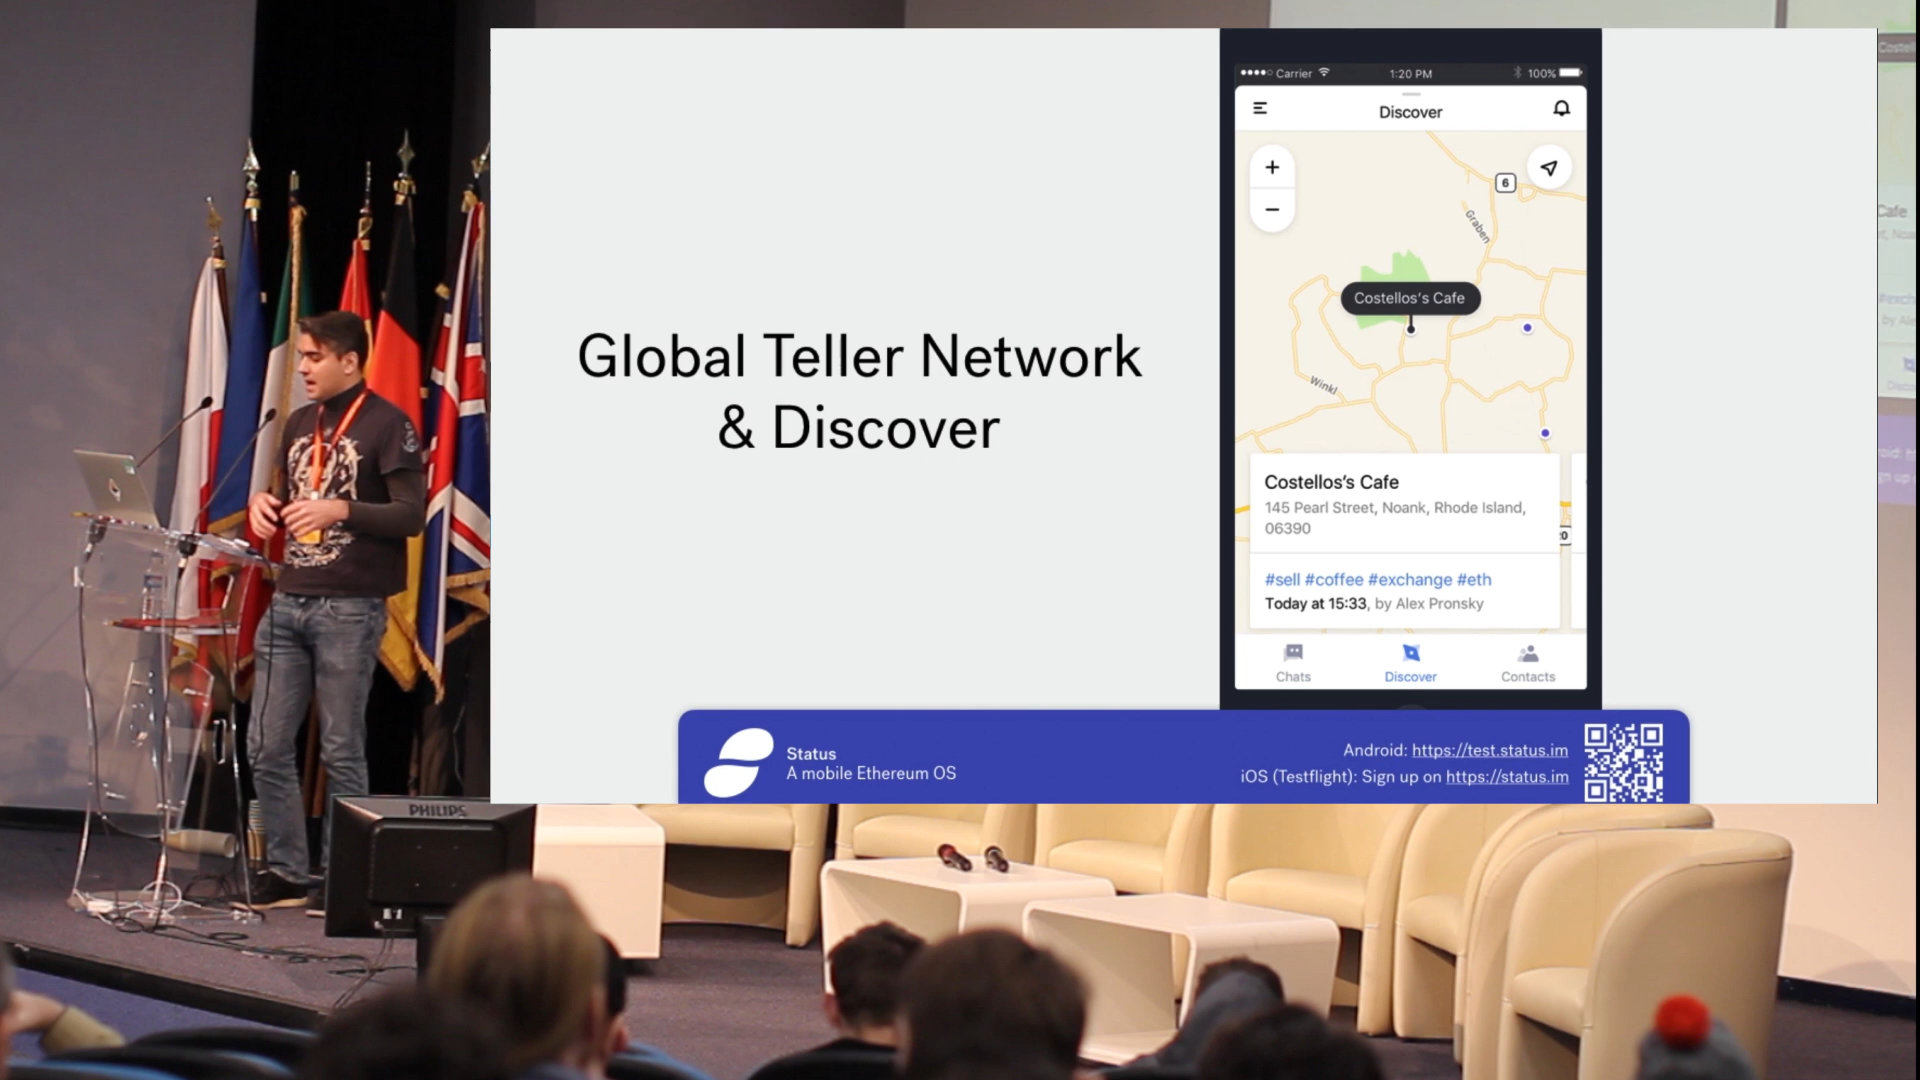 Global Teller Network
& Discover
Carrier
1:20 PM
100%
Discover
+
−
6
Graben
Costellos's Cafe
Winkl
Costellos's Cafe
145 Pearl Street, Noank, Rhode Island,
06390
#sell #coffee #exchange #eth
Today at 15:33, by Alex Pronsky
Chats
Discover
Contacts
Status
A mobile Ethereum OS
Android: https://test.status.im
iOS (Testflight): Sign up on https://status.im
PHILIPS
Cafe